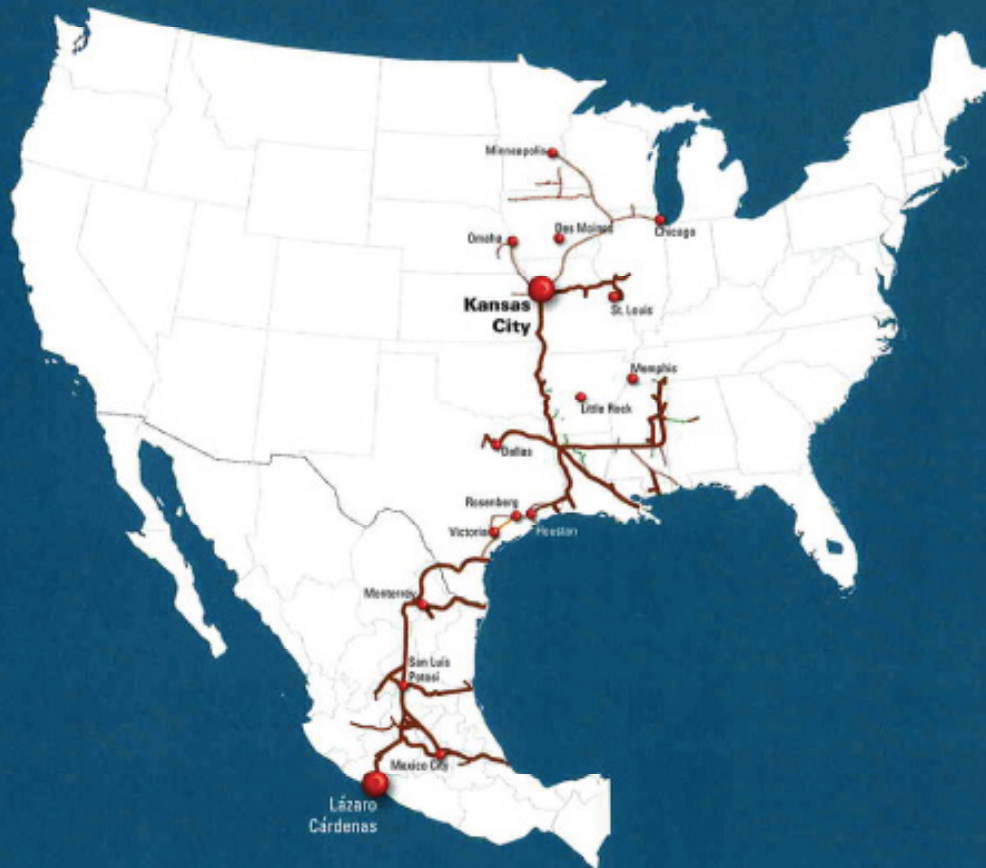 Minneapolis
Omaha
Des Moines
Chicago
Kansas
City
St. Louis
Memphis
Little Rock
Dallas
Rosenberg
Victoria
Houston
Monterrey
San Luis
Potosi
Mexico City
Lázaro
Cárdenas